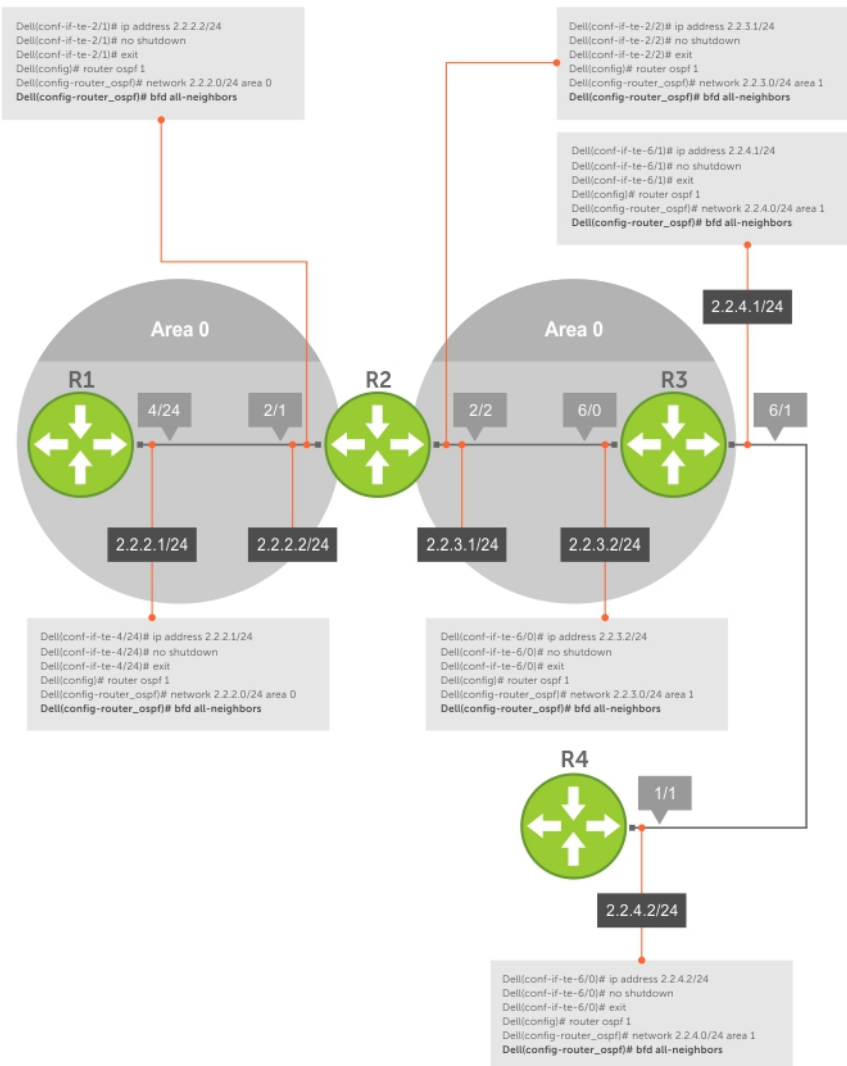 Dell(conf-if-te-2/1)# ip address 2.2.2.2/24
Dell(conf-if-te-2/1)# no shutdown
Dell(conf-if-te-2/1)# exit
Dell(config)# router ospf 1
Dell(config-router_ospf)# network 2.2.2.0/24 area 0
Dell(config-router_ospf)# bfd all-neighbors
Dell(conf-if-te-2/2)# ip address 2.2.3.1/24
Dell(conf-if-te-2/2)# no shutdown
Dell(conf-if-te-2/2)# exit
Dell(config)# router ospf 1
Dell(config-router_ospf)# network 2.2.3.0/24 area 1
Dell(config-router_ospf)# bfd all-neighbors
Dell(conf-if-te-6/1)# ip address 2.2.4.1/24
Dell(conf-if-te-6/1)# no shutdown
Dell(conf-if-te-6/1)# exit
Dell(config)# router ospf 1
Dell(config-router_ospf)# network 2.2.4.0/24 area 1
Dell(config-router_ospf)# bfd all-neighbors
2.2.4.1/24
Area 0
Area 0
R1
R2
R3
4/24
2/1
2/2
6/0
6/1
2.2.2.1/24
2.2.2.2/24
2.2.3.1/24
2.2.3.2/24
Dell(conf-if-te-4/24)# ip address 2.2.2.1/24
Dell(conf-if-te-4/24)# no shutdown
Dell(conf-if-te-4/24)# exit
Dell(config)# router ospf 1
Dell(config-router_ospf)# network 2.2.2.0/24 area 0
Dell(config-router_ospf)# bfd all-neighbors
Dell(conf-if-te-6/0)# ip address 2.2.3.2/24
Dell(conf-if-te-6/0)# no shutdown
Dell(conf-if-te-6/0)# exit
Dell(config)# router ospf 1
Dell(config-router_ospf)# network 2.2.3.0/24 area 1
Dell(config-router_ospf)# bfd all-neighbors
R4
1/1
2.2.4.2/24
Dell(conf-if-te-6/0)# ip address 2.2.4.2/24
Dell(conf-if-te-6/0)# no shutdown
Dell(conf-if-te-6/0)# exit
Dell(config)# router ospf 1
Dell(config-router_ospf)# network 2.2.4.0/24 area 1
Dell(config-router_ospf)# bfd all-neighbors